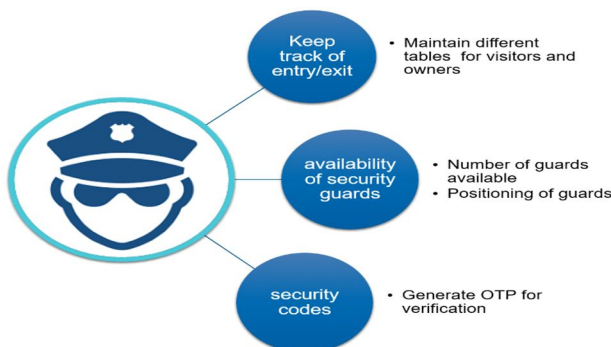 Keep
track of
entry/exit
• Maintain different
tables for visitors and
owners
availability
of security
guards
• Number of guards
available
• Positioning of guards
security
codes
• Generate OTP for
verification